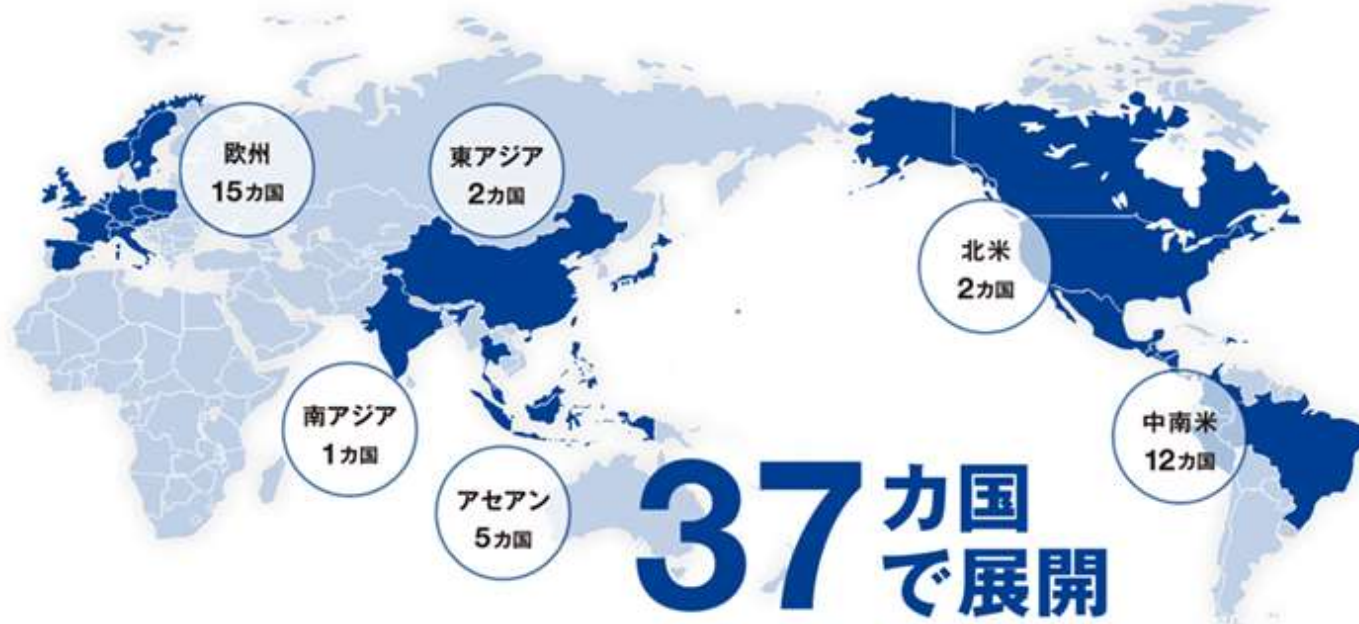 欧州
15カ国
東アジア
2カ国
北米
2カ国
南アジア
1カ国
中南米
12カ国
アセアン
5カ国
37カ国
で展開